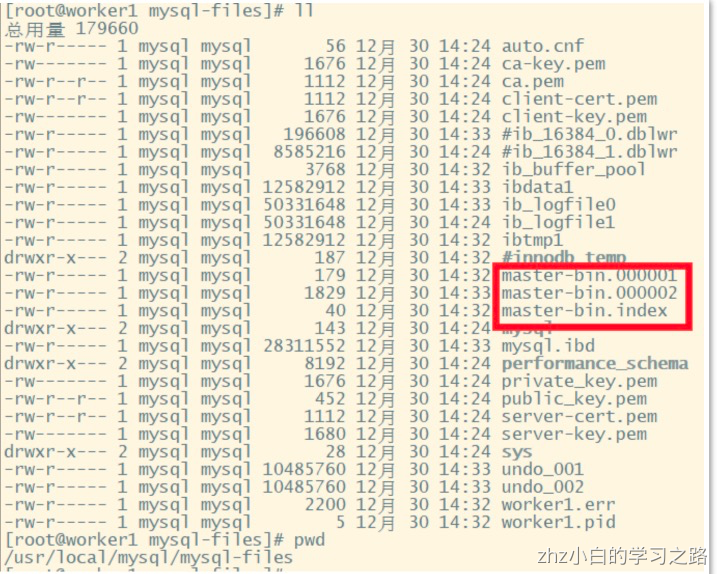 [root@worker1 mysql-files]# ll
总用量 179660
-rw-r----- 1 mysql mysql 56 12月 30 14:24 auto.cnf
-rw------- 1 mysql mysql 1676 12月 30 14:24 ca-key.pem
-rw-r--r-- 1 mysql mysql 1112 12月 30 14:24 ca.pem
-rw-r--r-- 1 mysql mysql 1112 12月 30 14:24 client-cert.pem
-rw------- 1 mysql mysql 1676 12月 30 14:24 client-key.pem
-rw-r----- 1 mysql mysql 196608 12月 30 14:33 #ib_16384_0.dblwr
-rw-r----- 1 mysql mysql 8585216 12月 30 14:24 #ib_16384_1.dblwr
-rw-r----- 1 mysql mysql 3768 12月 30 14:32 ib_buffer_pool
-rw-r----- 1 mysql mysql 12582912 12月 30 14:33 ibdata1
-rw-r----- 1 mysql mysql 50331648 12月 30 14:33 ib_logfile0
-rw-r----- 1 mysql mysql 50331648 12月 30 14:24 ib_logfile1
-rw-r----- 1 mysql mysql 12582912 12月 30 14:32 ibtmp1
drwxr-x--- 2 mysql mysql 187 12月 30 14:32 #innodb_temp
-rw-r----- 1 mysql mysql 179 12月 30 14:32 master-bin.000001
-rw-r----- 1 mysql mysql 1829 12月 30 14:33 master-bin.000002
-rw-r----- 1 mysql mysql 40 12月 30 14:32 master-bin.index
drwxr-x--- 2 mysql mysql 143 12月 30 14:24 mysql
-rw-r----- 1 mysql mysql 28311552 12月 30 14:33 mysql.ibd
drwxr-x--- 2 mysql mysql 8192 12月 30 14:24 performance_schema
-rw------- 1 mysql mysql 1676 12月 30 14:24 private_key.pem
-rw-r--r-- 1 mysql mysql 452 12月 30 14:24 public_key.pem
-rw-r--r-- 1 mysql mysql 1112 12月 30 14:24 server-cert.pem
-rw------- 1 mysql mysql 1680 12月 30 14:24 server-key.pem
drwxr-x--- 2 mysql mysql 28 12月 30 14:24 sys
-rw-r----- 1 mysql mysql 10485760 12月 30 14:33 undo_001
-rw-r----- 1 mysql mysql 10485760 12月 30 14:33 undo_002
-rw-r----- 1 mysql mysql 2200 12月 30 14:32 worker1.err
-rw-r----- 1 mysql mysql 5 12月 30 14:32 worker1.pid
[root@worker1 mysql-files]# pwd
/usr/local/mysql/mysql-files
zhz小白的学习之路